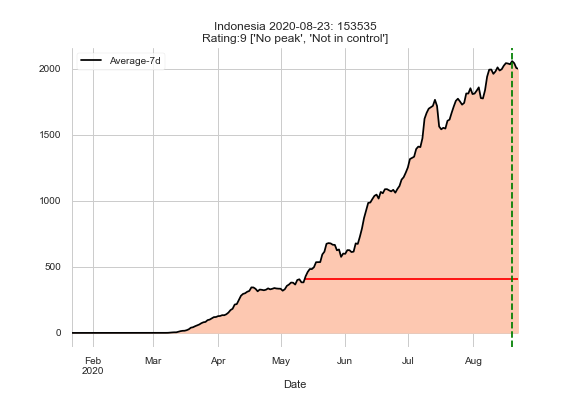 Indonesia 2020-08-23: 153535
Rating:9 ['No peak', 'Not in control']
Average-7d
2000
1500
1000
500
0
Feb Mar Apr May Jun Jul Aug
2020
Date